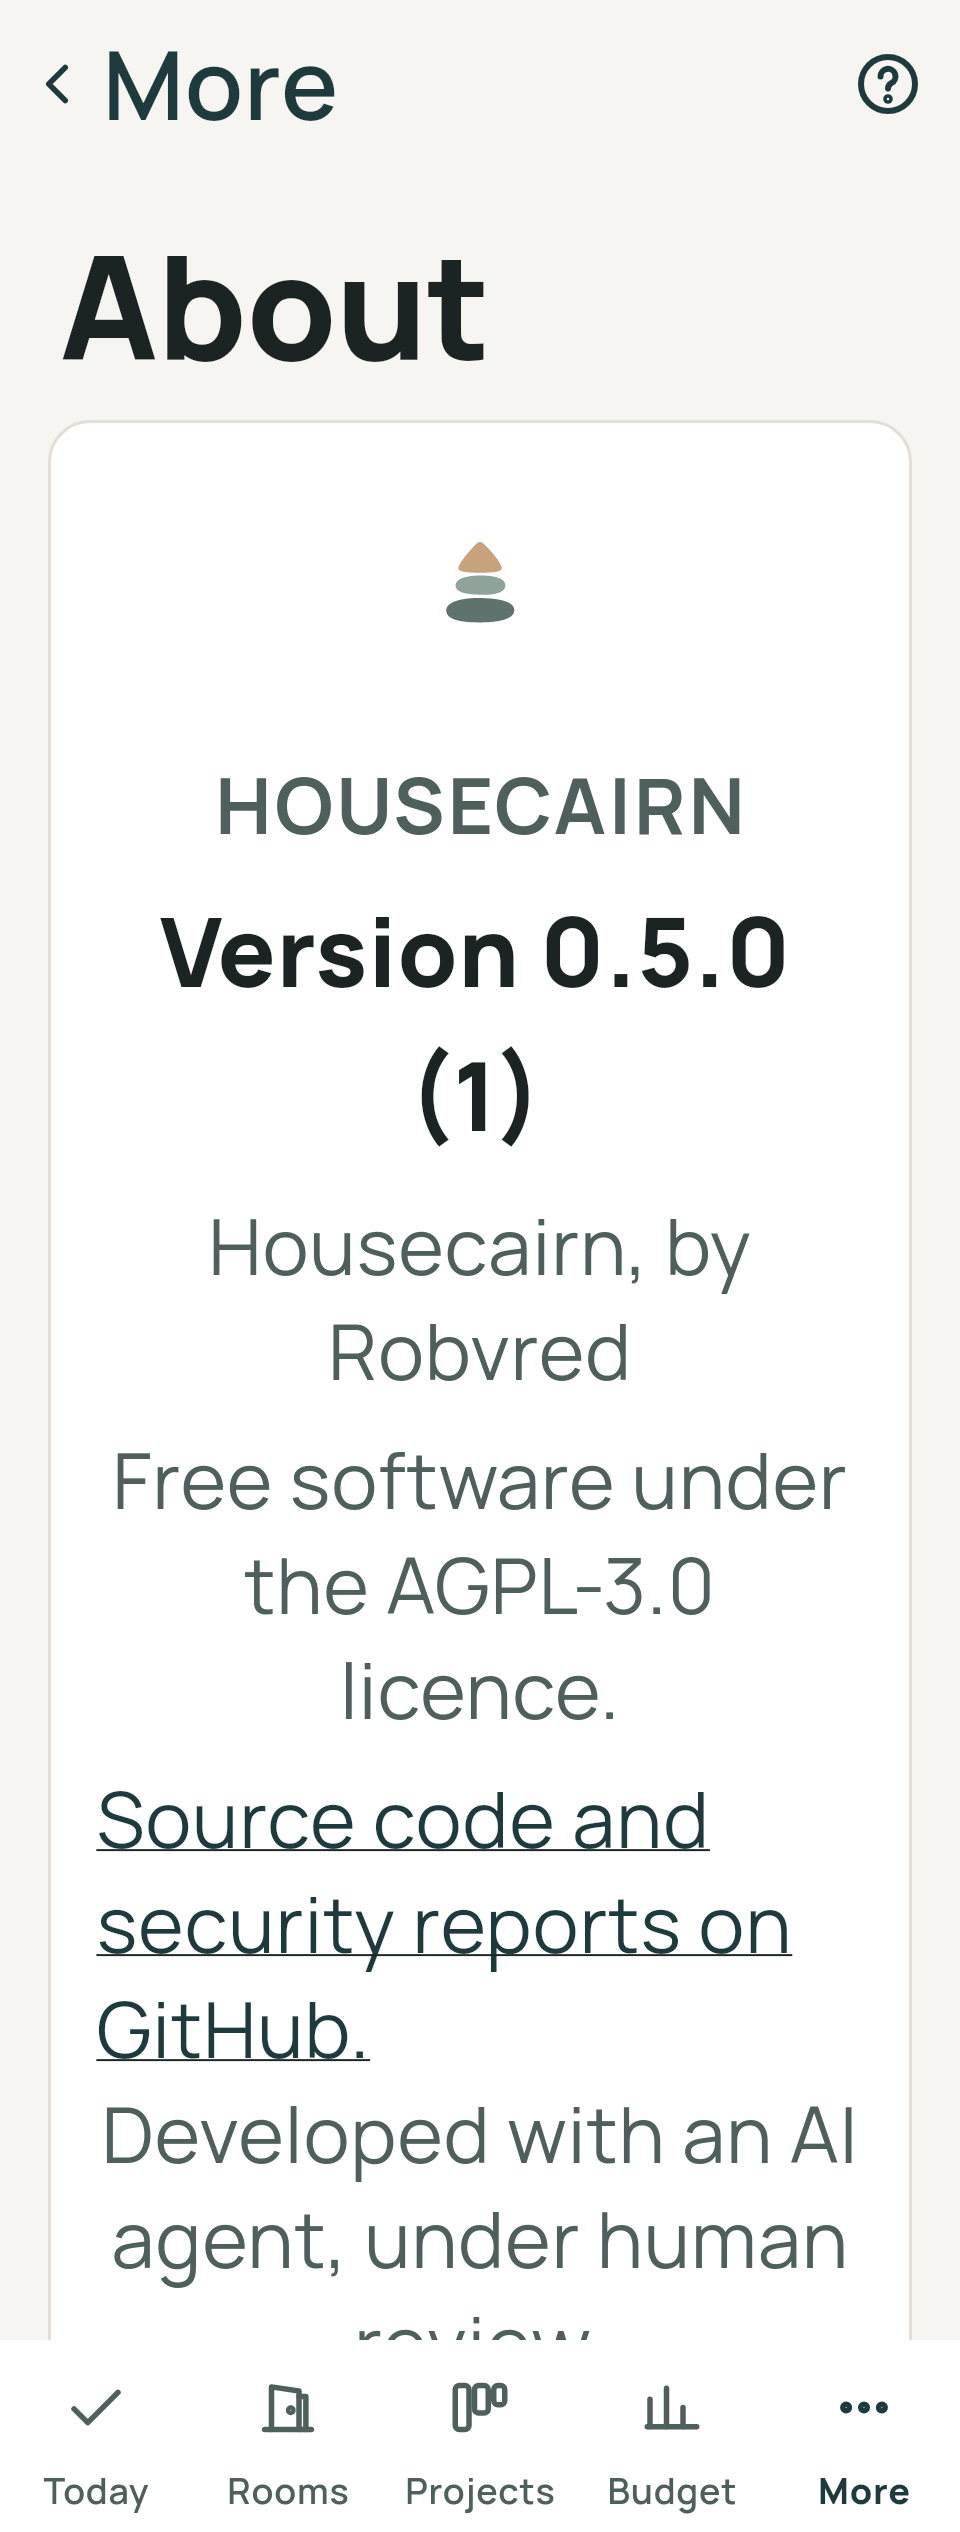 More
About
HOUSECAIRN
Version 0.5.0
(1)
Housecairn, by
Robvred
Free software under
the AGPL-3.0
licence.
Source code and
security reports on
GitHub.
Developed with an AI
agent, under human
review
Today
Rooms
Projects
Budget
More